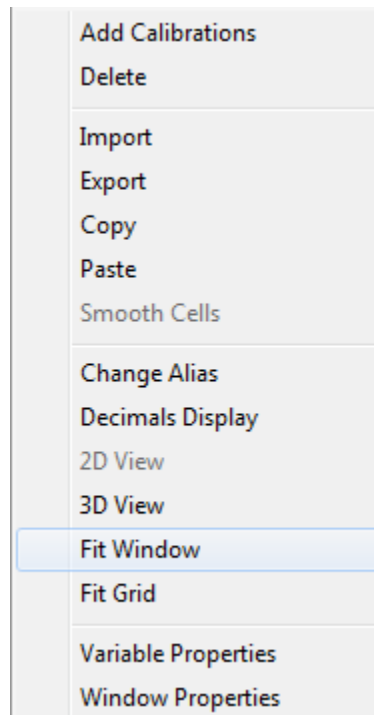 Add Calibrations
Delete
Import
Export
Copy
Paste
Smooth Cells
Change Alias
Decimals Display
2D View
3D View
Fit Window
Fit Grid
Variable Properties
Window Properties